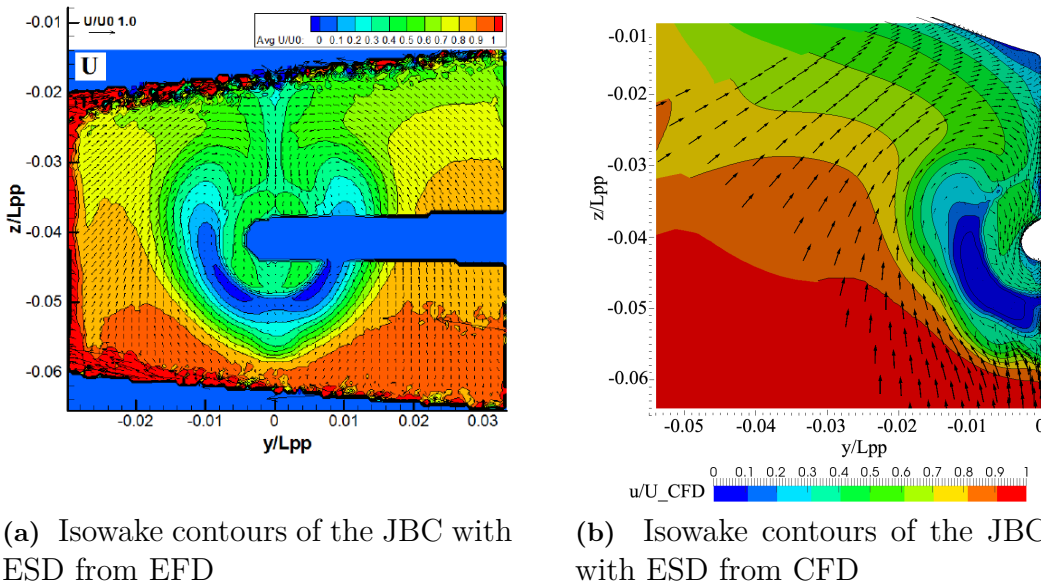 -0.01
U/U0 1.0
Avg U/U0: 0 0.1 0.2 0.3 0.4 0.5 0.6 0.7 0.8 0.9 1
U
-0.02
-0.03
z/Lpp
-0.04
-0.05
-0.06
-0.02 -0.01 0 0.01 0.02 0.03
y/Lpp
(a) Isowake contours of the JBC with
ESD from EFD
-0.01
-0.02
-0.03
z/Lpp
-0.04
-0.05
-0.06
-0.05 -0.04 -0.03 -0.02 -0.01 0
y/Lpp
0 0.1 0.2 0.3 0.4 0.5 0.6 0.7 0.8 0.9 1
u/U_CFD
(b) Isowake contours of the JBC
with ESD from CFD